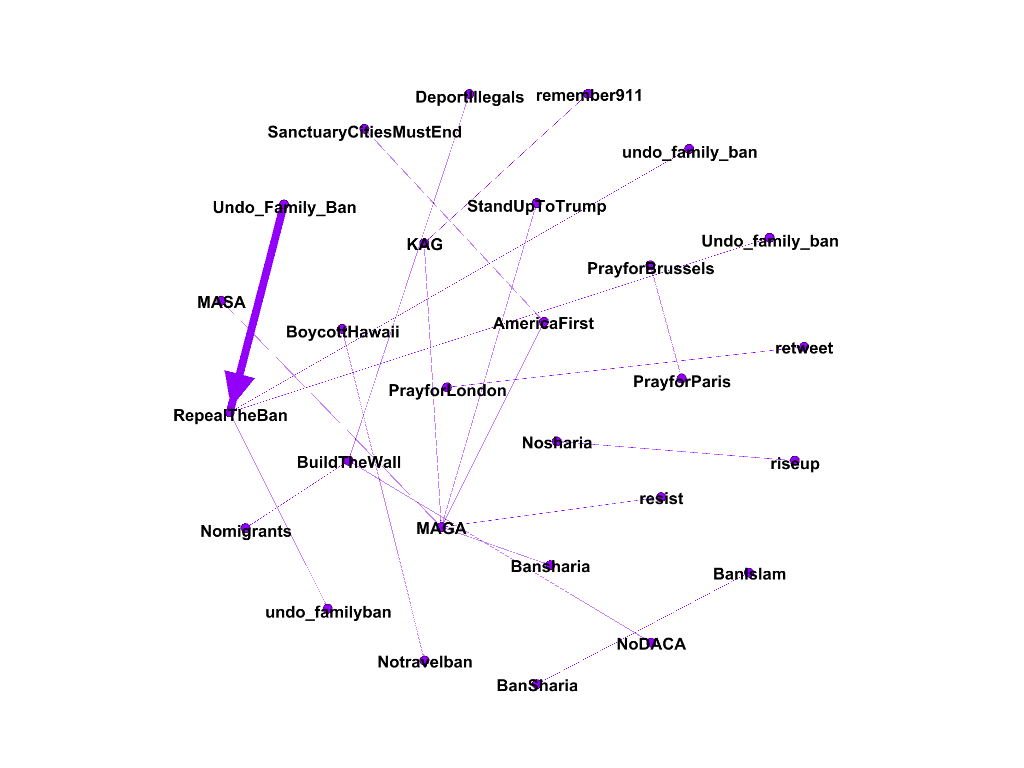 DeportIllegals
remember911
SanctuaryCitiesMustEnd
undo_family_ban
Undo_Family_Ban
StandUpToTrump
KAG
Undo_family_ban
PrayforBrussels
MASA
BoycottHawaii
AmericaFirst
retweet
PrayforLondon
PrayforParis
RepealTheBan
BuildTheWall
Nosharia
riseup
resist
Nomigrants
MAGA
Bansharia
BanIslam
undo_familyban
NoDACA
Notravelban
BanSharia